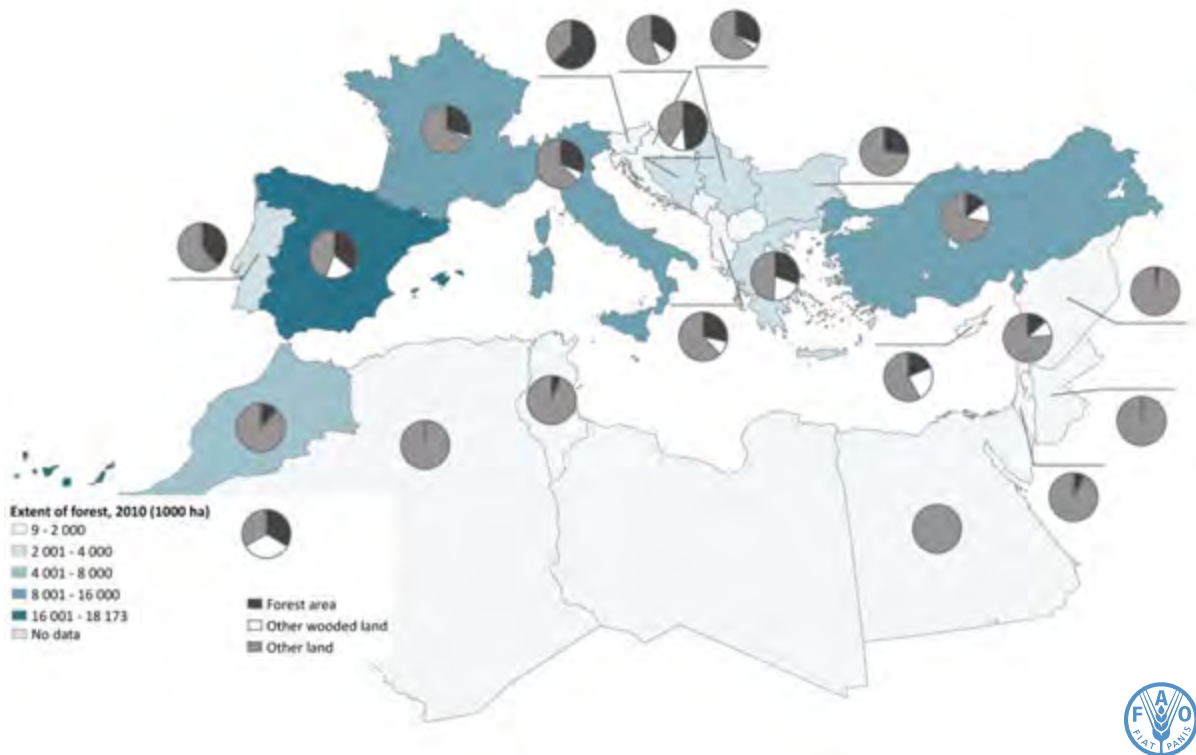 Extent of forest, 2010 (1000 ha)
9 - 2 000
2 001 - 4 000
4 001 - 8 000
8 001 - 16 000
16 001 - 18 173
No data
Forest area
Other wooded land
Other land
F A O
FIAT PANIS